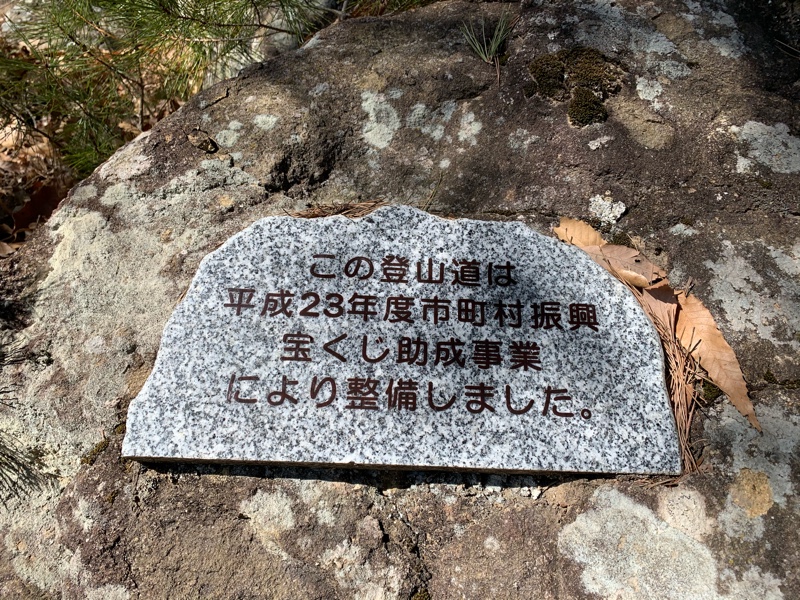 この登山道は
平成23年度市町村振興
宝くじ助成事業
により整備しました。